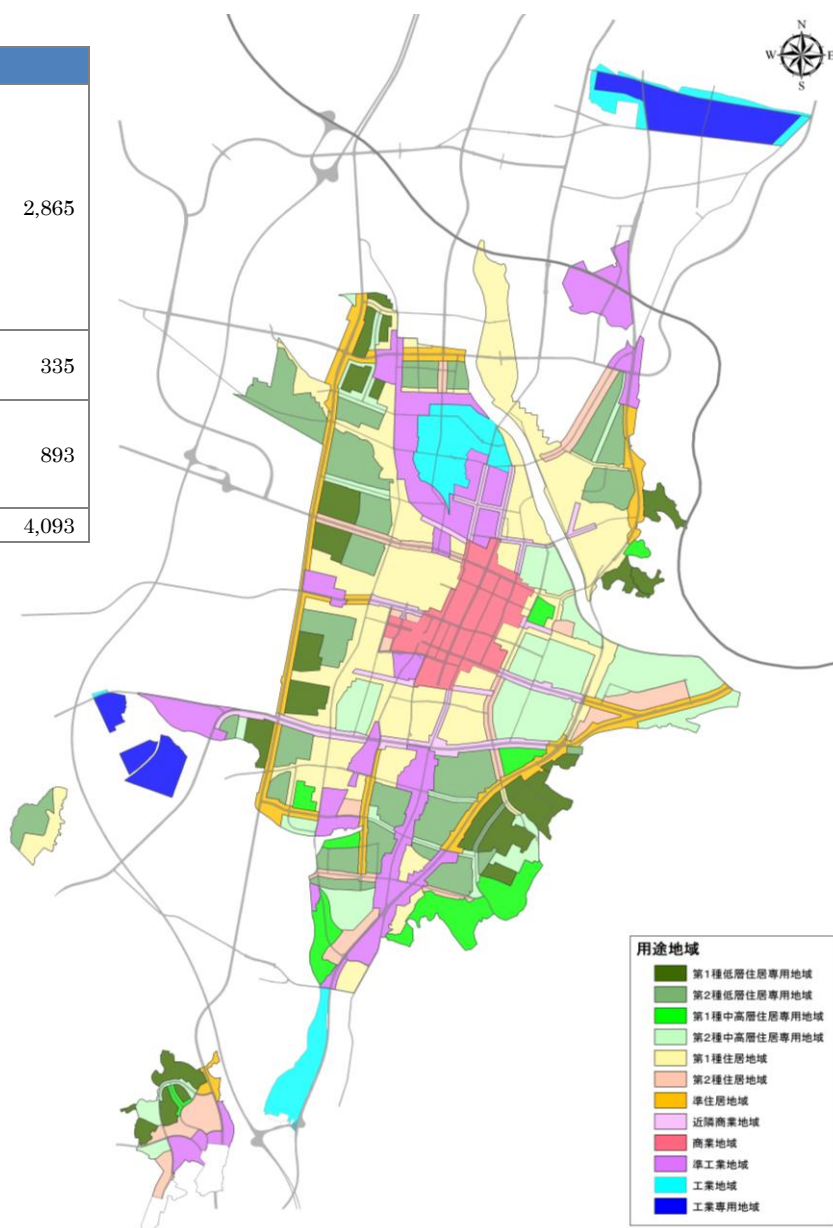 2,865
335
893
4,093
N
W
E
S
用途地域
第1種低層住居専用地域
第2種低層住居専用地域
第1種中高層住居専用地域
第2種中高層住居専用地域
第1種住居地域
第2種住居地域
準住居地域
近隣商業地域
商業地域
準工業地域
工業地域
工業専用地域